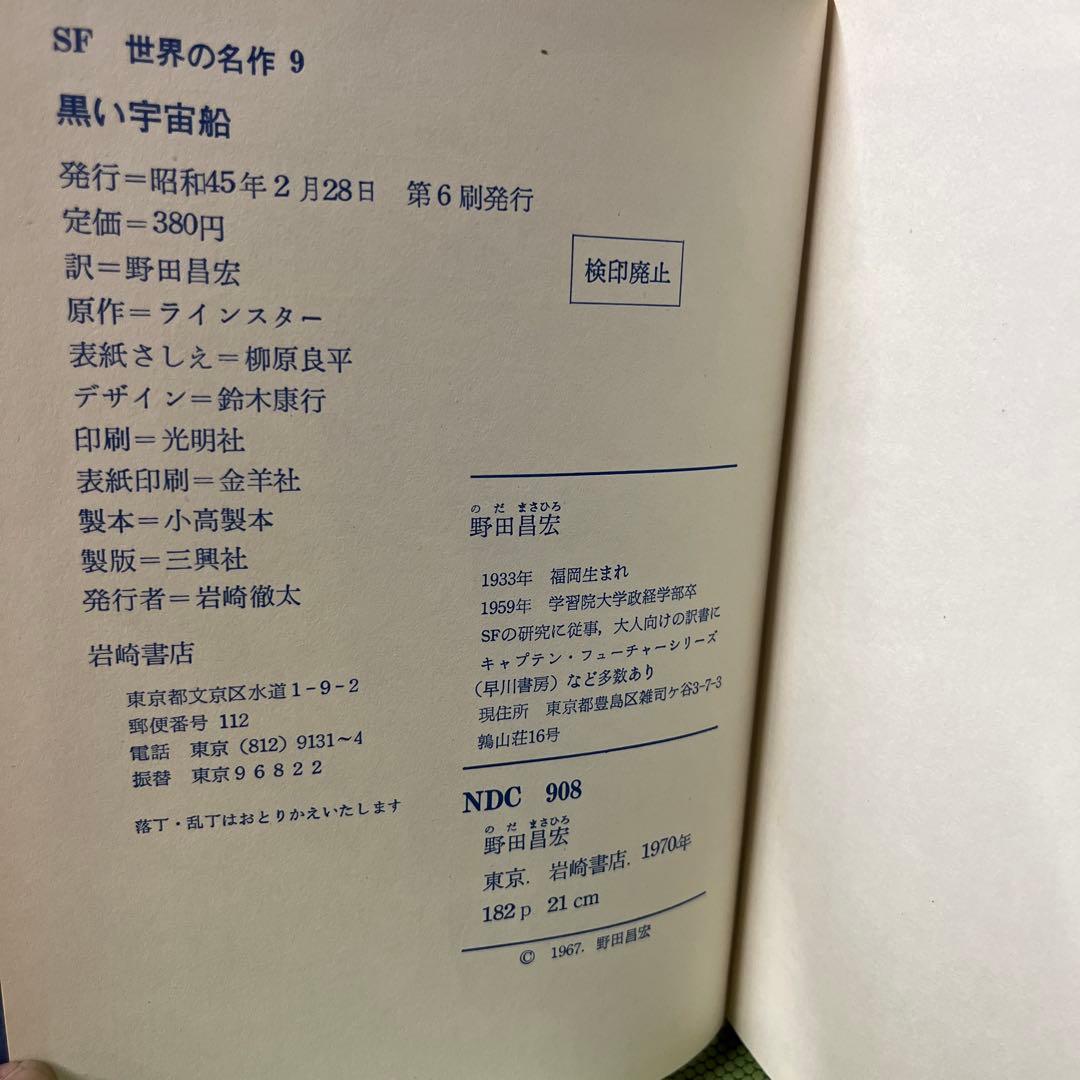 SF 世界の名作 9
黒い宇宙船
発行＝昭和45年2月28日 第6刷発行
定価＝380円
訳＝野田昌宏
原作＝ラインスター
表紙さしえ＝柳原良平
デザイン＝鈴木康行
印刷＝光明社
表紙印刷＝金羊社
製本＝小高製本
製版＝三興社
発行者＝岩崎徹太
岩崎書店
東京都文京区水道1-9-2
郵便番号 112
電話 東京（812）9131～4
振替 東京96822
落丁・乱丁はおとりかえいたします
検印廃止
のだ まさひろ
野田昌宏
1933年 福岡生まれ
1959年 学習院大学政経学部卒
SFの研究に従事，大人向けの訳書に
キャプテン・フューチャーシリーズ
（早川書房）など多数あり
現住所 東京都豊島区雑司ケ谷3-7-3
鶉山荘16号
NDC 908
のだ まさひろ
野田昌宏
東京．岩崎書店．1970年
182p 21cm
© 1967. 野田昌宏